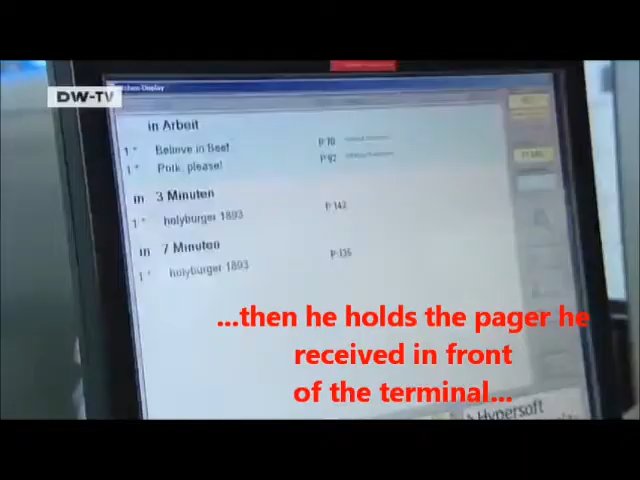 DW-TV
in Arbeit
1 * Believe in Beef P 10
1 * Pork, please! P 92
in 3 Minuten
1 * holyburger 1893 P 142
in 7 Minuten
1 * holyburger 1893 P 135
...then he holds the pager he
received in front
of the terminal...
Hypersoft